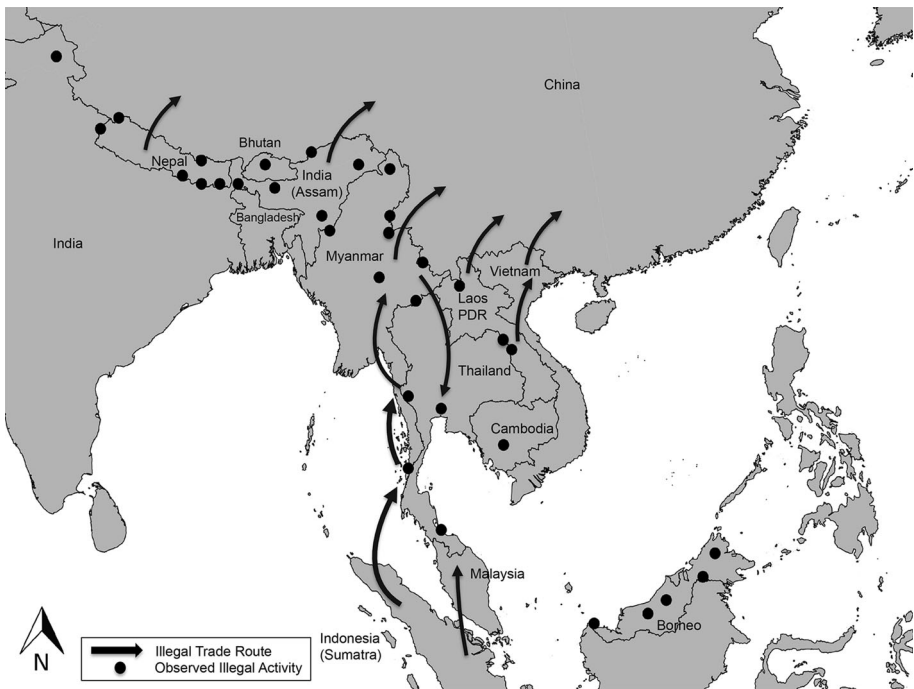 China
Bhutan
Nepal
India
(Assam)
Bangladesh
India
Myanmar
Vietnam
Laos
PDR
Thailand
Cambodia
Malaysia
Borneo
Indonesia
(Sumatra)
N
Illegal Trade Route
Observed Illegal Activity